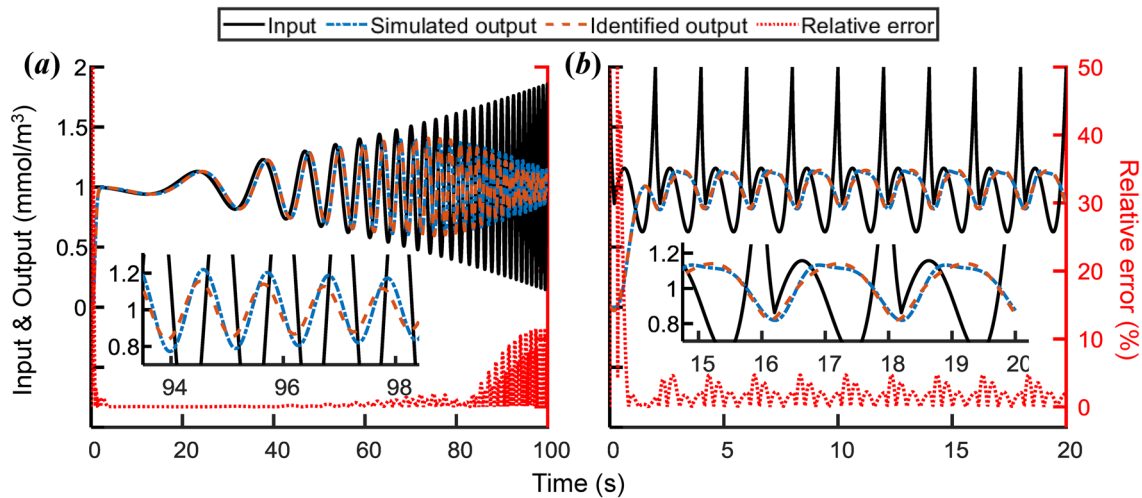 Input Simulated output Identified output Relative error
(a)
(b)
Input & Output (mmol/m³)
2
1.5
1
0.5
0
1.2
1
0.8
94 96 98
0 20 40 60 80 100
1.2
1
0.8
15 16 17 18 19 20
0 5 10 15 20
50
40
30
20
10
0
Relative error (%)
Time (s)